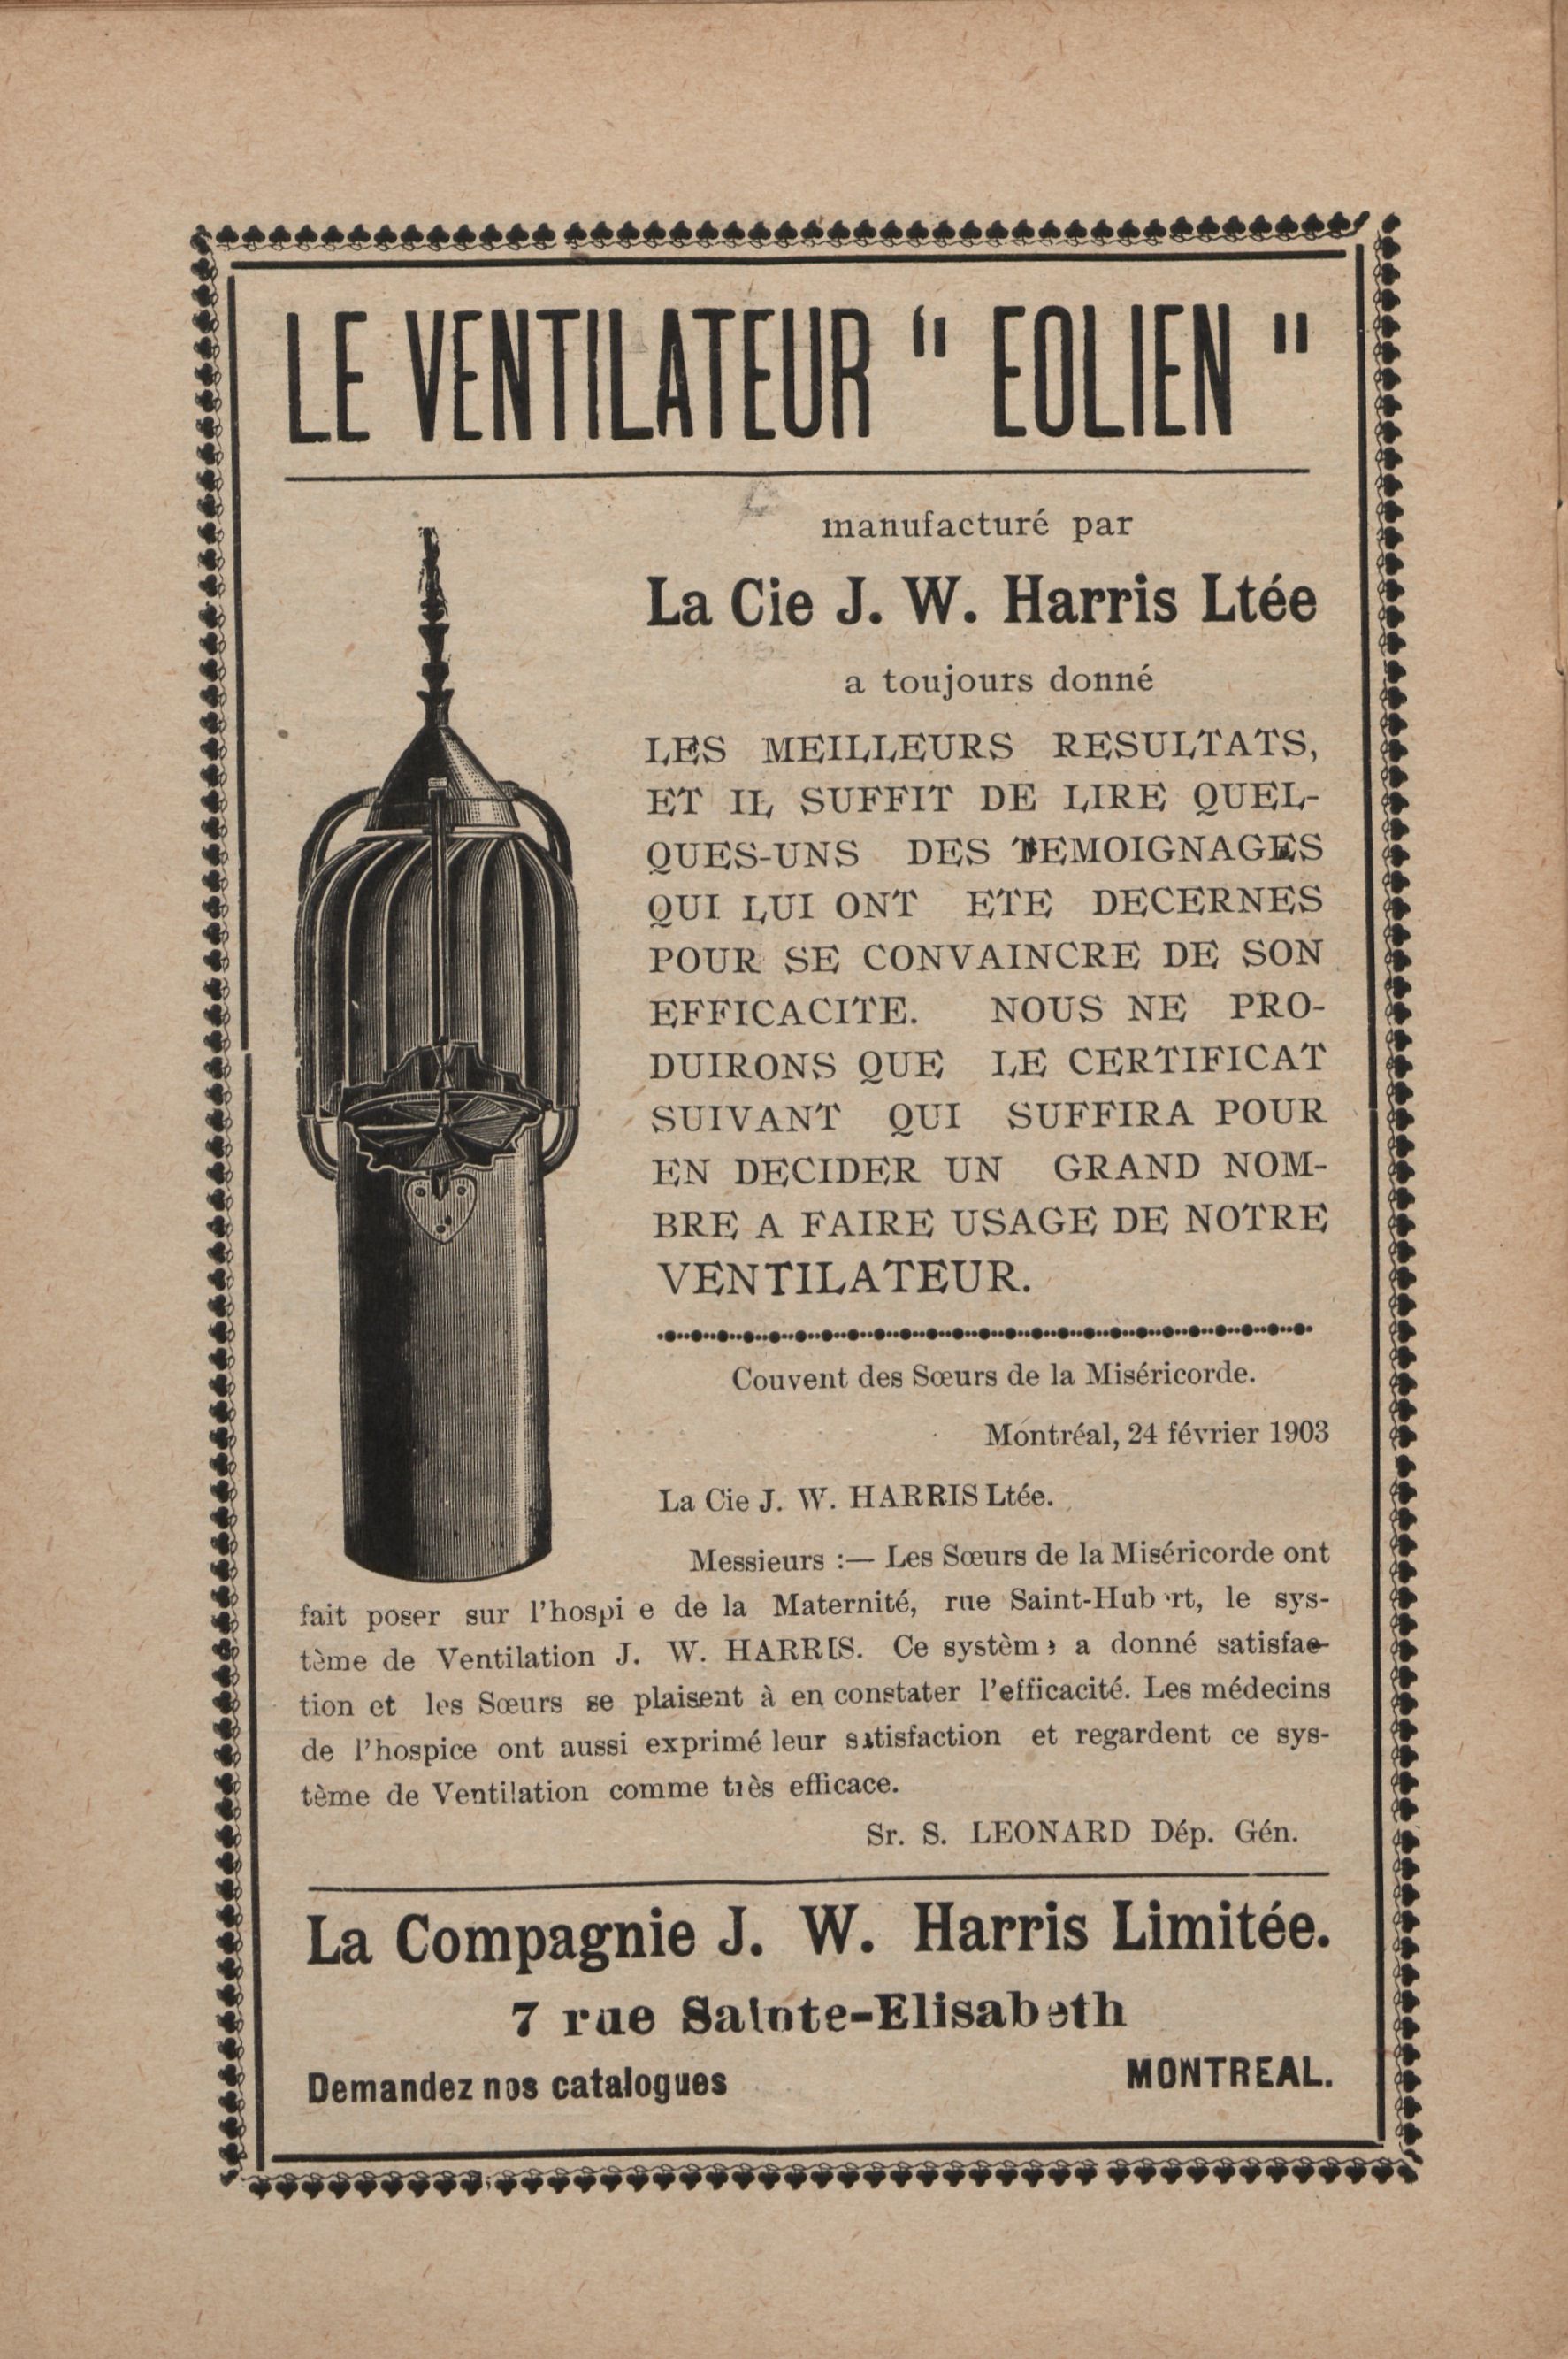 LE VENTILATEUR " EOLIEN "
manufacturé par
La Cie J. W. Harris Ltée
a toujours donné
LES MEILLEURS RESULTATS,
ET IL SUFFIT DE LIRE QUEL-
QUES-UNS DES TEMOIGNAGES
QUI LUI ONT ETE DECERNES
POUR SE CONVAINCRE DE SON
EFFICACITE. NOUS NE PRO-
DUIRONS QUE LE CERTIFICAT
SUIVANT QUI SUFFIRA POUR
EN DECIDER UN GRAND NOM-
BRE A FAIRE USAGE DE NOTRE
VENTILATEUR.
Couvent des Sœurs de la Miséricorde.
Montréal, 24 février 1903
La Cie J. W. HARRIS Ltée.
Messieurs :— Les Sœurs de la Miséricorde ont
fait poser sur l'hospi e de la Maternité, rue Saint-Hubert, le sys-
tème de Ventilation J. W. HARRIS. Ce système a donné satisfac-
tion et les Sœurs se plaisent à en constater l'efficacité. Les médecins
de l'hospice ont aussi exprimé leur satisfaction et regardent ce sys-
tème de Ventilation comme très efficace.
Sr. S. LEONARD Dép. Gén.
La Compagnie J. W. Harris Limitée.
7 rue Sainte-Elisabeth
Demandez nos catalogues
MONTREAL.